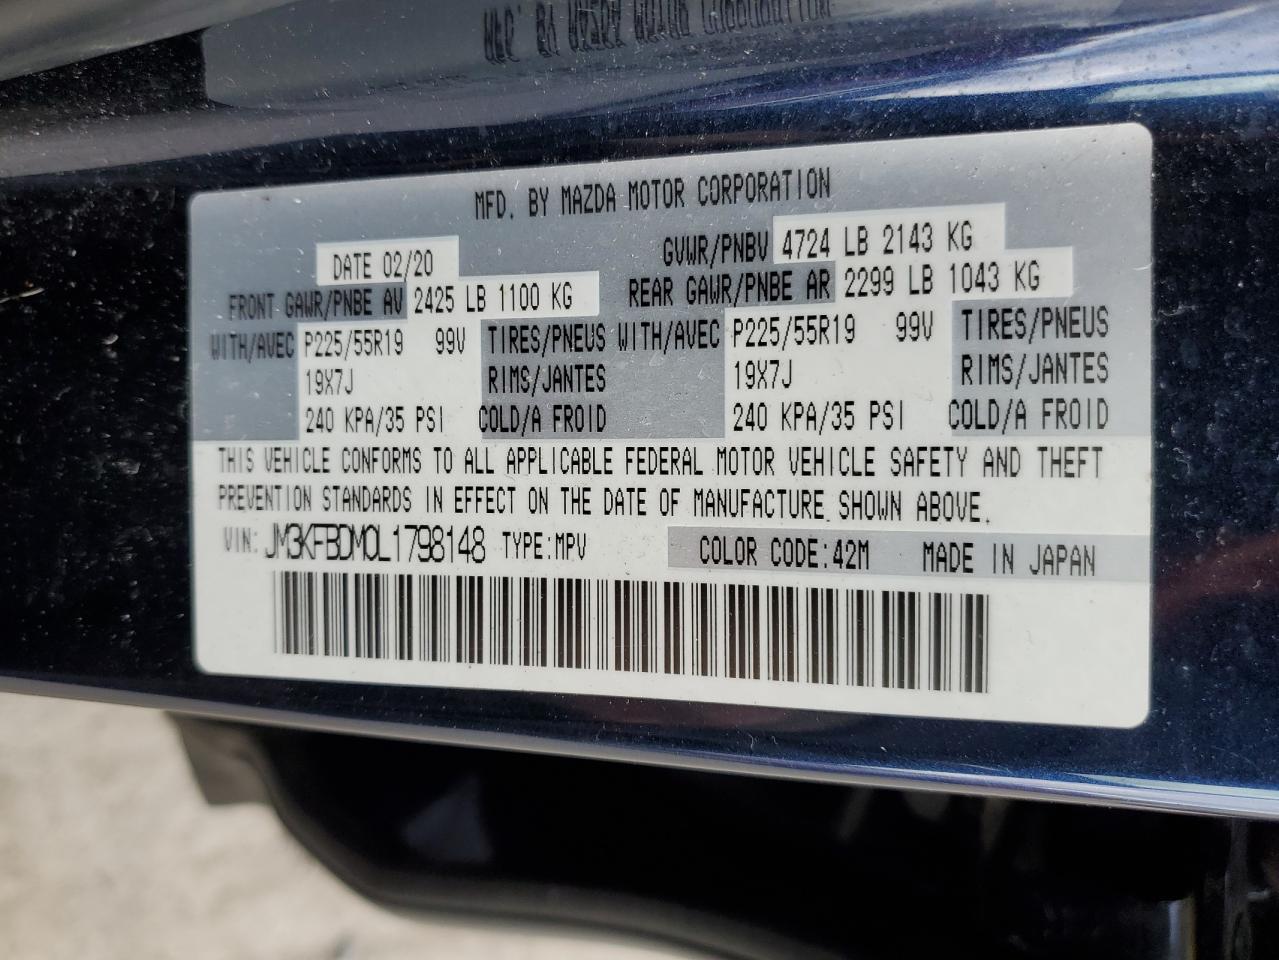 MFD. BY MAZDA MOTOR CORPORATION
DATE 02/20 GVWR/PNBV 4724 LB 2143 KG
FRONT GAWR/PNBE AV 2425 LB 1100 KG REAR GAWR/PNBE AR 2299 LB 1043 KG
WITH/AVEC P225/55R19 99V TIRES/PNEUS WITH/AVEC P225/55R19 99V TIRES/PNEUS
19X7J RIMS/JANTES 19X7J RIMS/JANTES
240 KPA/35 PSI COLD/A FROID 240 KPA/35 PSI COLD/A FROID
THIS VEHICLE CONFORMS TO ALL APPLICABLE FEDERAL MOTOR VEHICLE SAFETY AND THEFT
PREVENTION STANDARDS IN EFFECT ON THE DATE OF MANUFACTURE SHOWN ABOVE.
VIN: JM3KFBDM0L1798148 TYPE:MPV COLOR CODE:42M MADE IN JAPAN